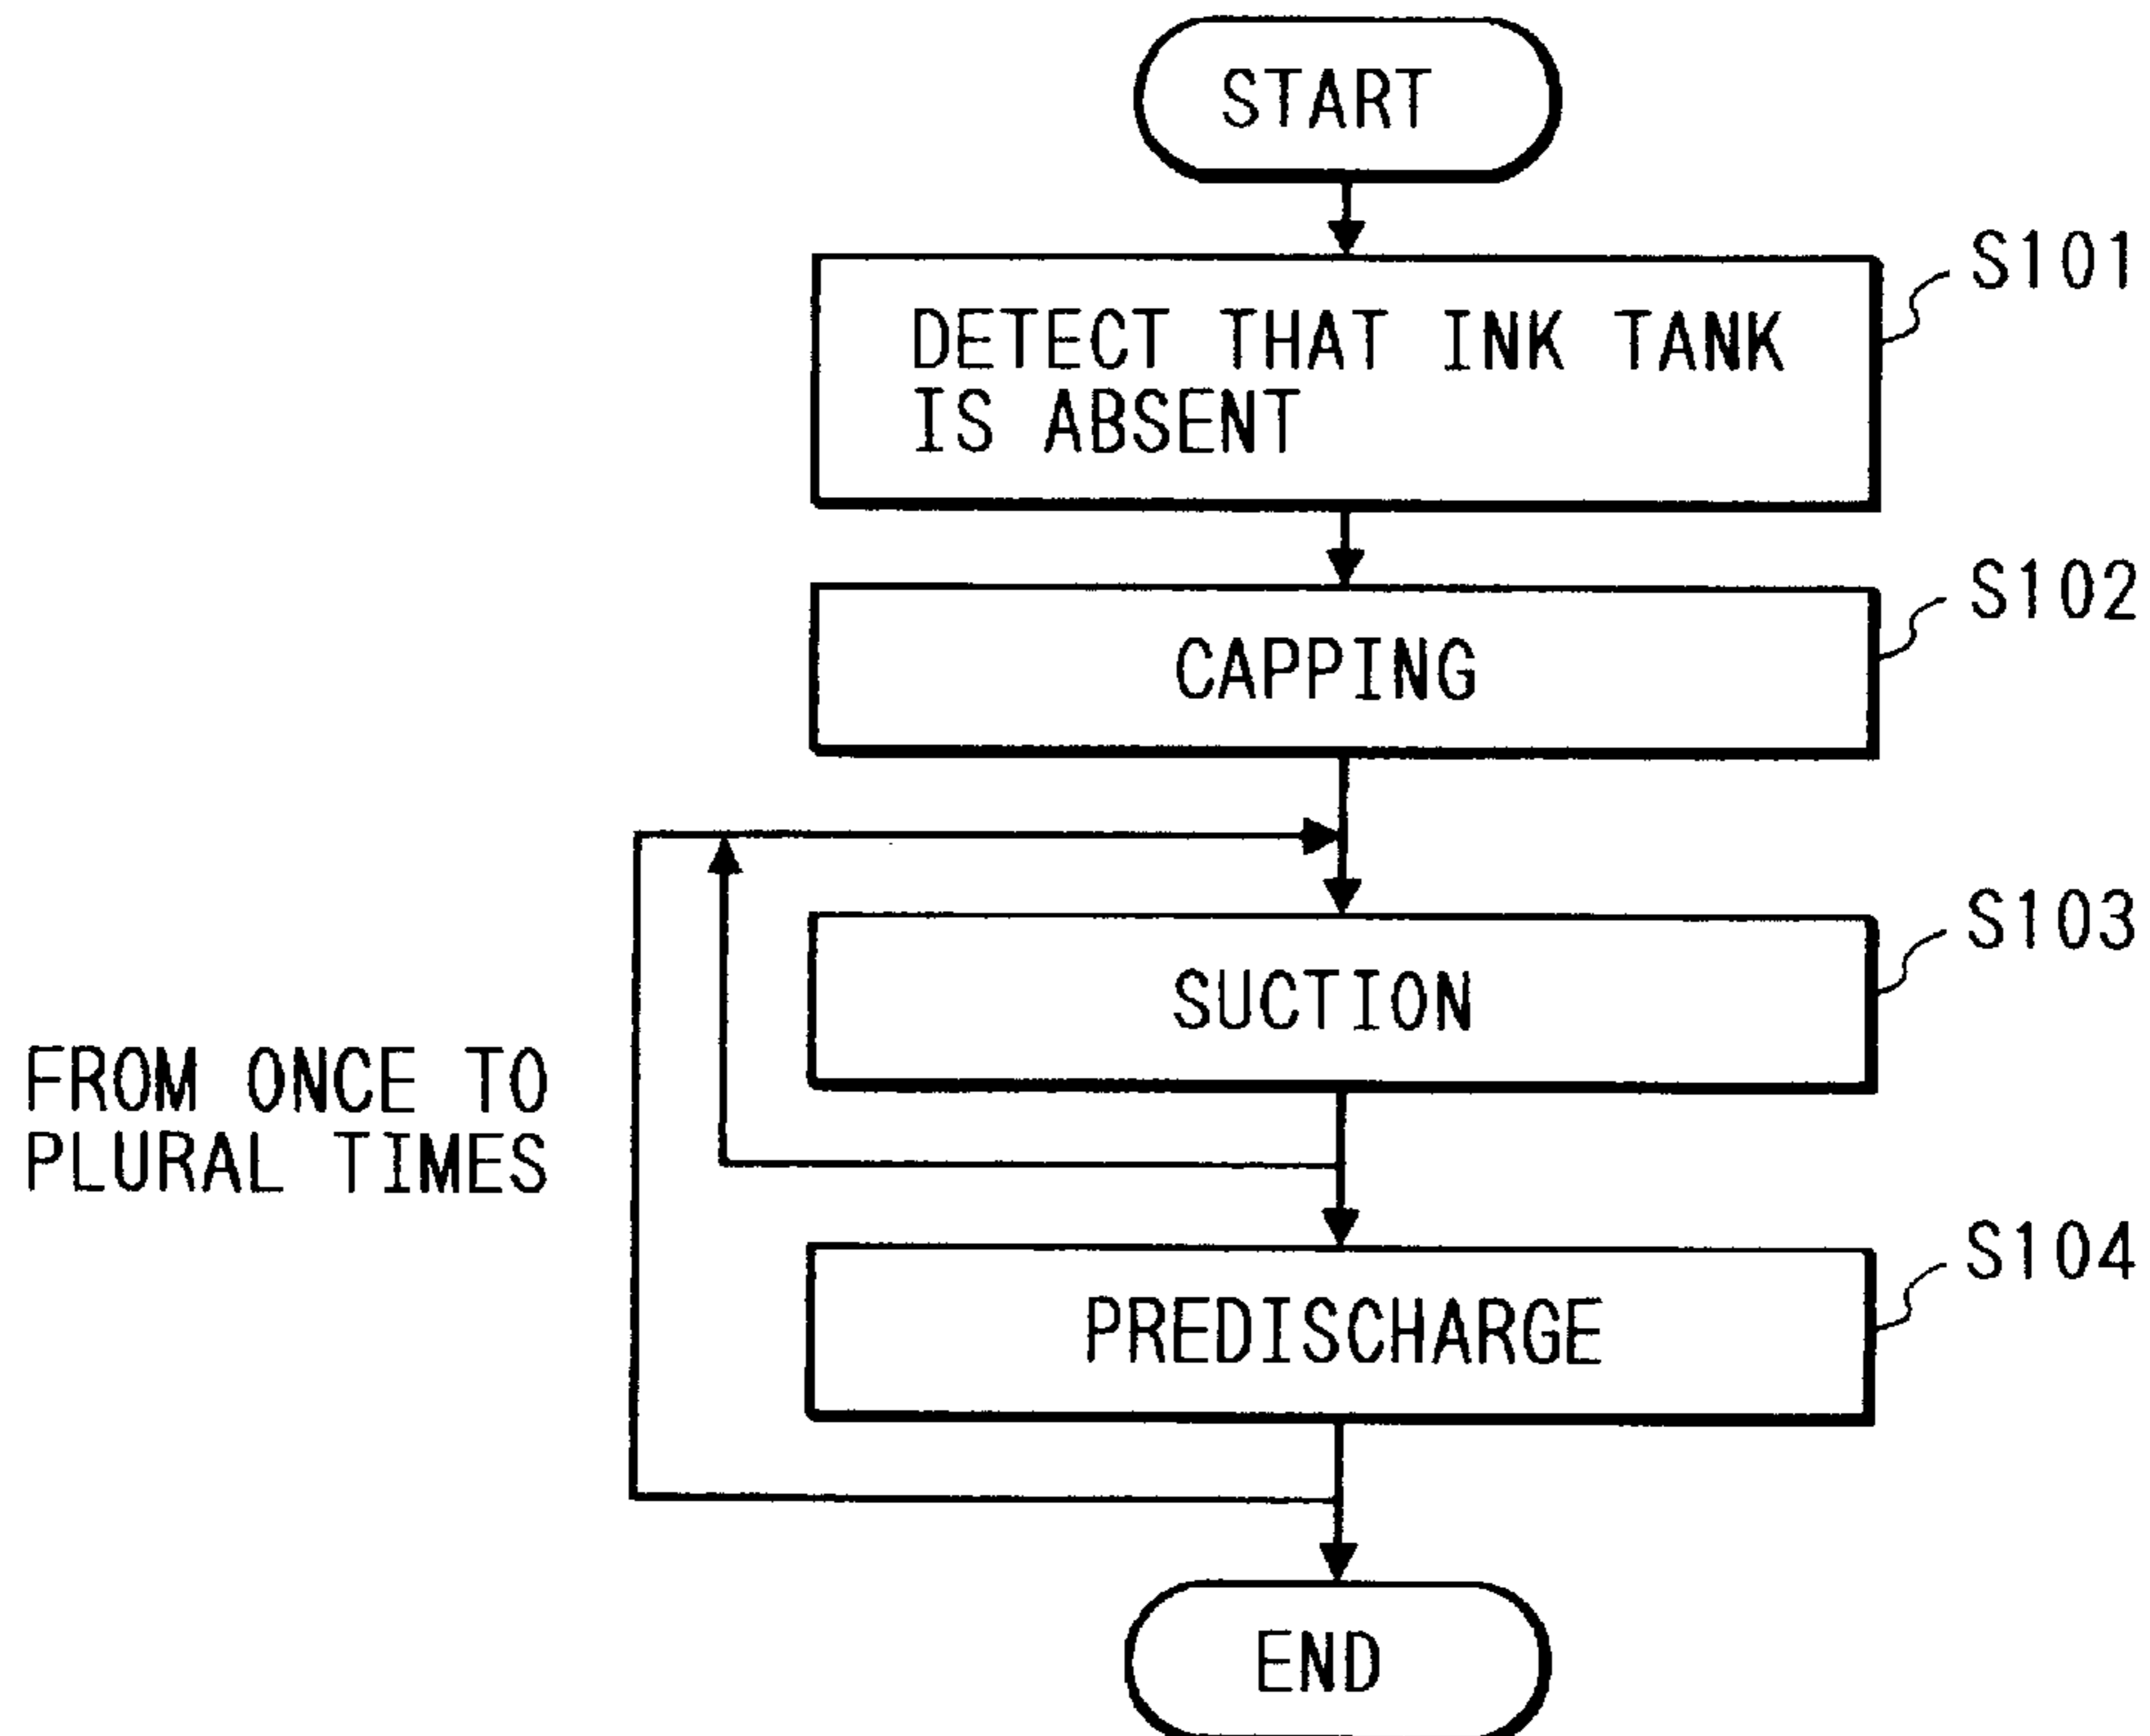 START
S101
DETECT THAT INK TANK
IS ABSENT
S102
CAPPING
S103
SUCTION
FROM ONCE TO
PLURAL TIMES
S104
PREDISCHARGE
END